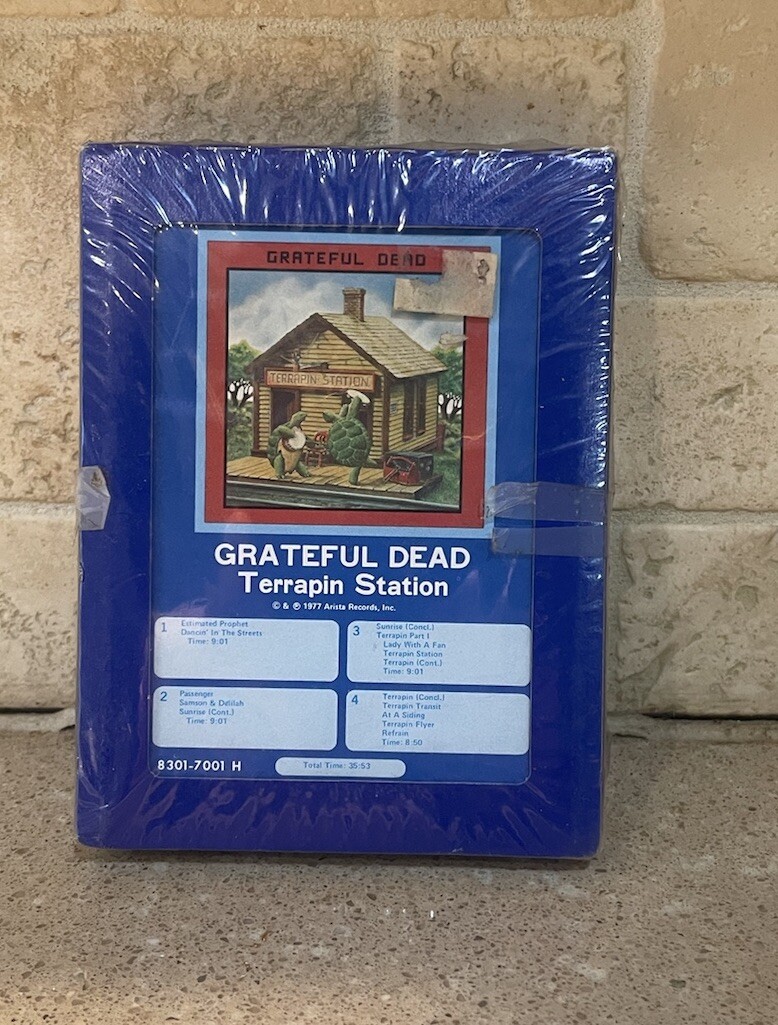 GRATEFUL DEAD
TERRAPIN STATION
GRATEFUL DEAD
Terrapin Station
© & ℗ 1977 Arista Records, Inc.
1
Estimated Prophet
Dancin' In The Streets
Time: 9:01
2
Passenger
Samson & Delilah
Sunrise (Cont.)
Time: 9:01
3
Sunrise (Concl.)
Terrapin Part I
Lady With A Fan
Terrapin Station
Terrapin (Cont.)
Time: 9:01
4
Terrapin (Concl.)
Terrapin Transit
At A Siding
Terrapin Flyer
Refrain
Time: 8:50
8301-7001 H
Total Time: 35:53